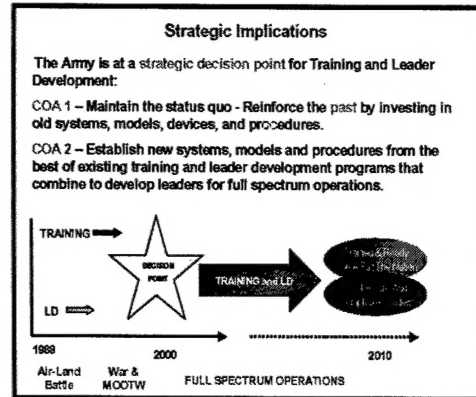 Strategic Implications
The Army is at a strategic decision point for Training and Leader
Development:
COA 1 – Maintain the status quo - Reinforce the past by investing in
old systems, models, devices, and procedures.
COA 2 – Establish new systems, models and procedures from the
best of existing training and leader development programs that
combine to develop leaders for full spectrum operations.
TRAINING
DECISION
POINT
TRAINING and LD
LD
1988
2000
2010
Air-Land
Battle
War &
MOOTW
FULL SPECTRUM OPERATIONS